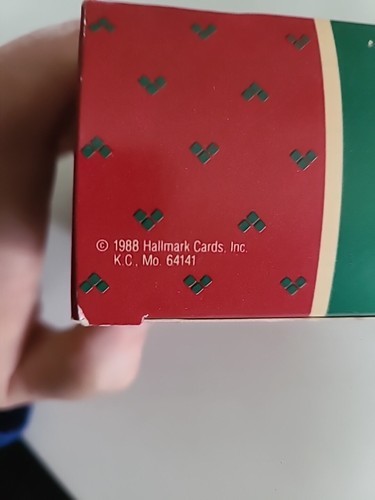 © 1988 Hallmark Cards, Inc.
K.C., Mo. 64141